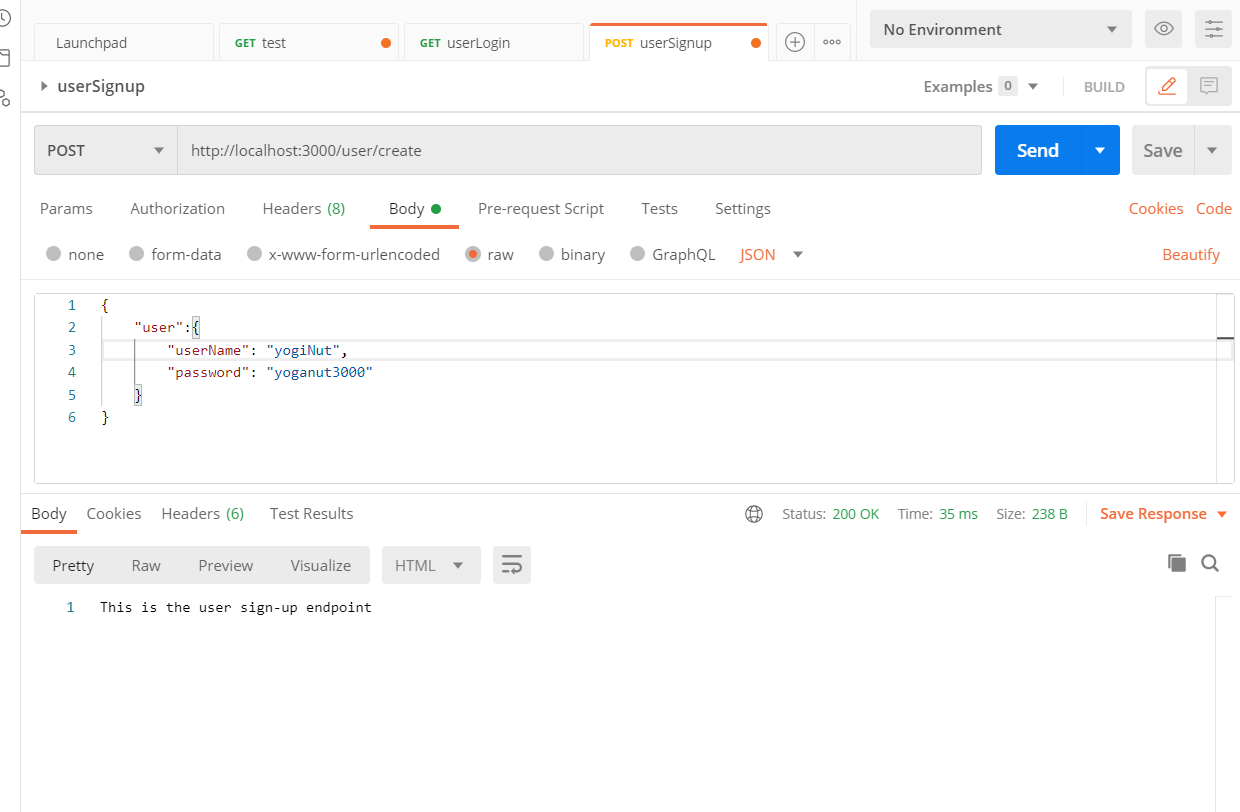 Launchpad GET test GET userLogin POST userSignup ooo No Environment
userSignup Examples 0 BUILD
POST http://localhost:3000/user/create Send Save
Params Authorization Headers (8) Body Pre-request Script Tests Settings Cookies Code
none form-data x-www-form-urlencoded raw binary GraphQL JSON Beautify
1 {
2 "user":{
3 "userName": "yogiNut",
4 "password": "yoganut3000"
5 }
6 }
Body Cookies Headers (6) Test Results Status: 200 OK Time: 35 ms Size: 238 B Save Response
Pretty Raw Preview Visualize HTML
1 This is the user sign-up endpoint